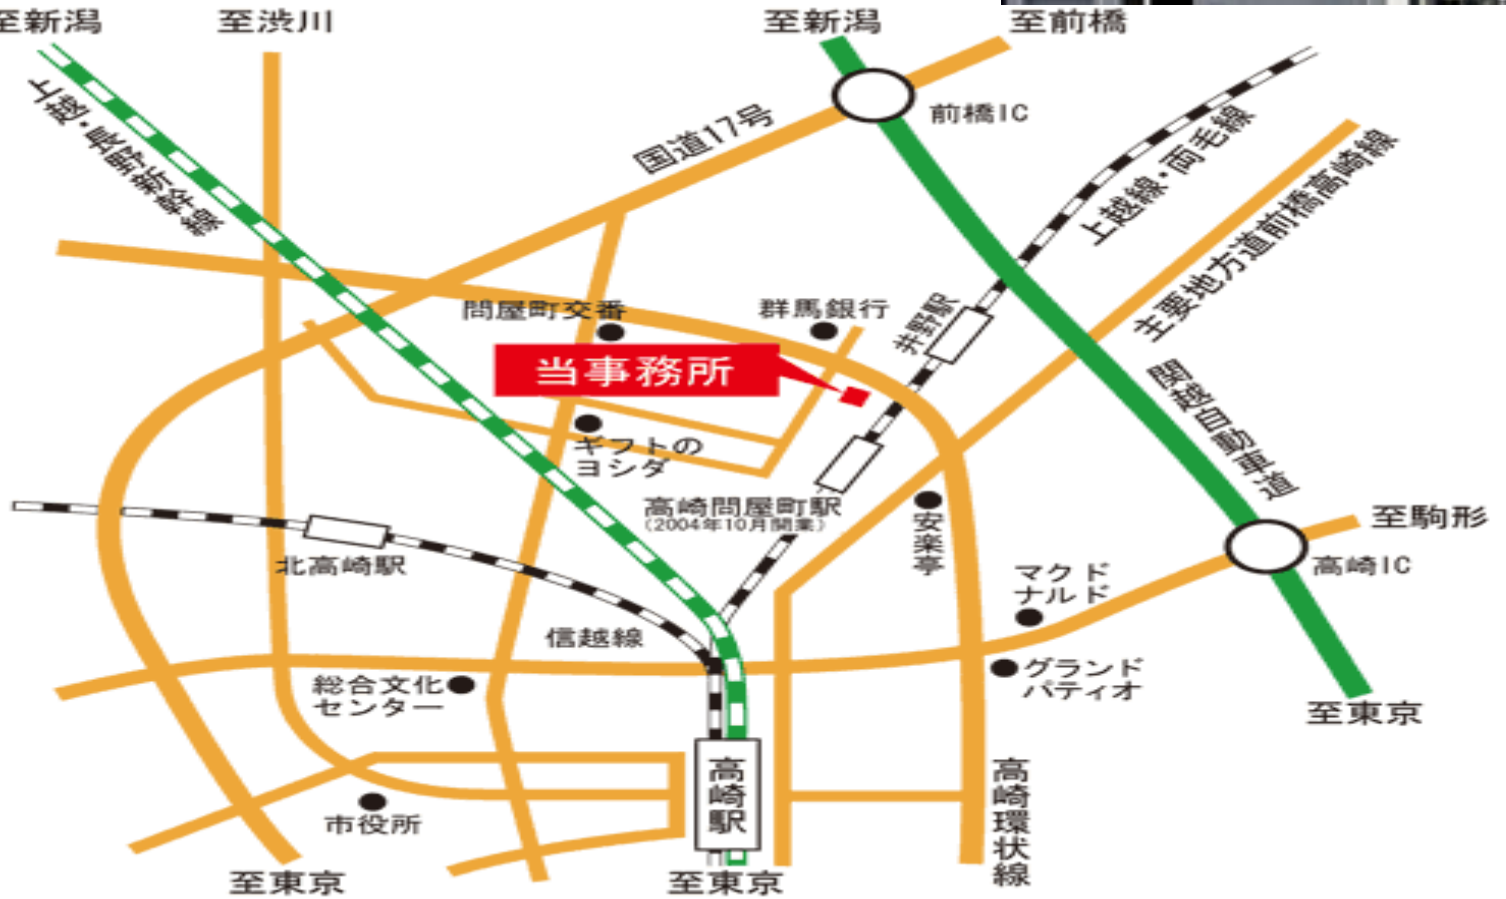 至新潟
至渋川
至新潟
至前橋
前橋IC
国道17号
上越・長野新幹線
上越線・両毛線
主要地方道前橋高崎線
問屋町交番
群馬銀行
井野駅
当事務所
関越自動車道
ギフトの
ヨシダ
高崎問屋町駅
（2004年10月開業）
安楽亭
至駒形
高崎IC
北高崎駅
マクド
ナルド
信越線
グランド
パティオ
総合文化
センター
至東京
高崎駅
高崎環状線
市役所
至東京
至東京